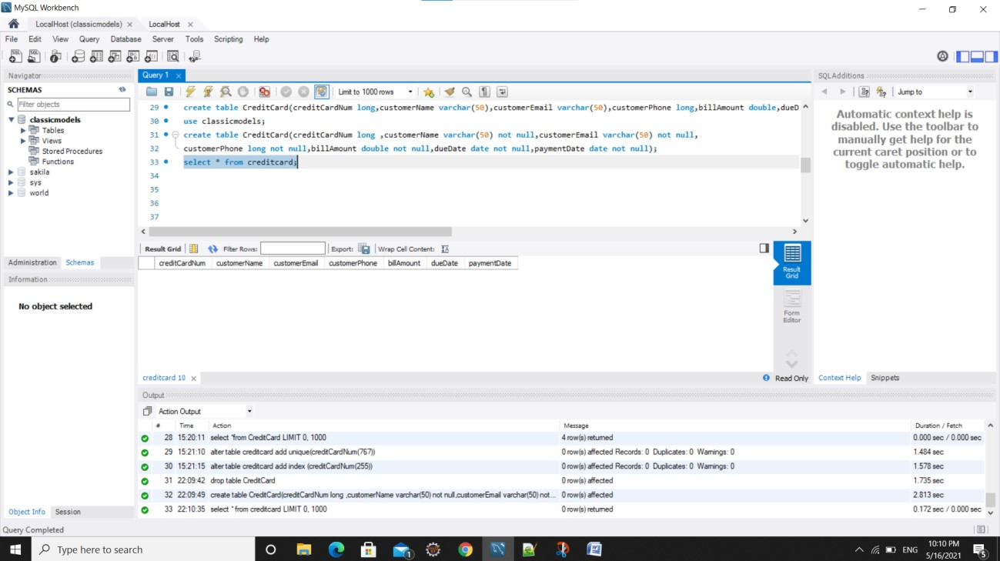 MySQL Workbench
LocalHost (classicmodels)
LocalHost
File Edit View Query Database Server Tools Scripting Help
Navigator
SCHEMAS
Filter objects
classicmodels
Tables
Views
Stored Procedures
Functions
sakila
sys
world
Administration Schemas
Information
No object selected
Object Info Session
Query 1
Limit to 1000 rows
29 create table CreditCard(creditCardNum long,customerName varchar(50),customerEmail varchar(50),customerPhone long,billAmount double,dueD
30 use classicmodels;
31 create table CreditCard(creditCardNum long ,customerName varchar(50) not null,customerEmail varchar(50) not null,
32 customerPhone long not null,billAmount double not null,dueDate date not null,paymentDate date not null);
33 select * from creditcard;
34
35
36
37
Result Grid Filter Rows: Export: Wrap Cell Content:
creditCardNum customerName customerEmail customerPhone billAmount dueDate paymentDate
Result
Grid
Form
Editor
creditcard 10
Read Only
SQLAdditions
Jump to
Automatic context help is
disabled. Use the toolbar to
manually get help for the
current caret position or to
toggle automatic help.
Context Help Snippets
Output
Action Output
# Time Action Message Duration / Fetch
28 15:20:11 select *from CreditCard LIMIT 0, 1000 4 row(s) returned 0.000 sec / 0.000 sec
29 15:21:10 alter table creditcard add unique(creditCardNum(767)) 0 row(s) affected Records: 0 Duplicates: 0 Warnings: 0 1.484 sec
30 15:21:15 alter table creditcard add index (creditCardNum(255)) 0 row(s) affected Records: 0 Duplicates: 0 Warnings: 0 1.578 sec
31 22:09:42 drop table CreditCard 0 row(s) affected 1.735 sec
32 22:09:49 create table CreditCard(creditCardNum long ,customerName varchar(50) not null,customerEmail varchar(50) not... 0 row(s) affected 2.813 sec
33 22:10:35 select * from creditcard LIMIT 0, 1000 0 row(s) returned 0.172 sec / 0.000 sec
Query Completed
Type here to search
1
W
ENG
10:10 PM
5/16/2021
5